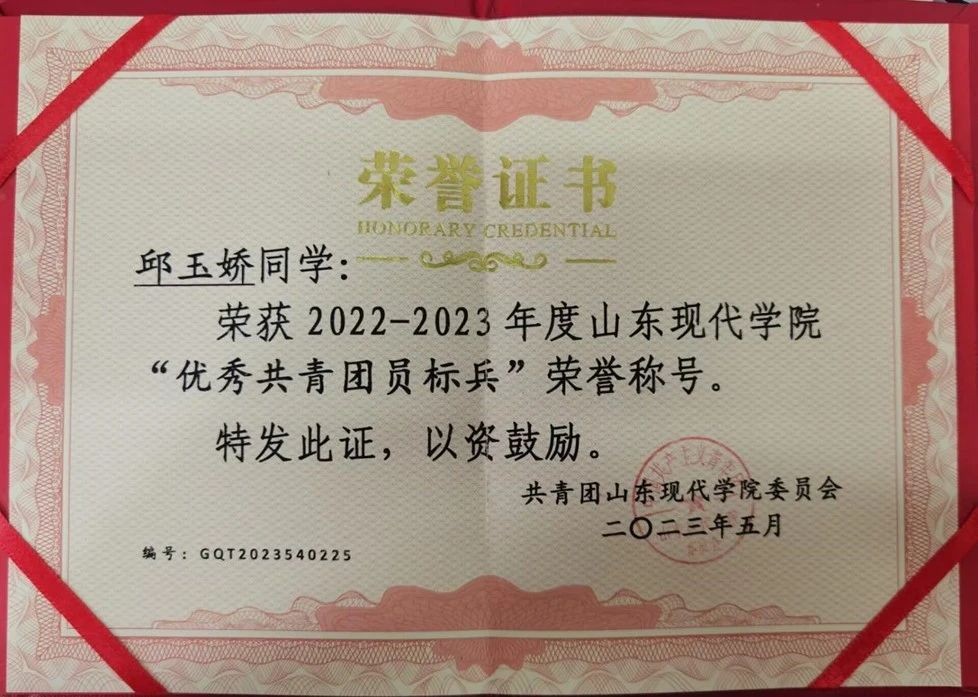 荣誉证书
HONORARY CREDENTIAL
邱玉娇同学:
荣获 2022-2023 年度山东现代学院
“优秀共青团员标兵”荣誉称号。
特发此证，以资鼓励。
共青团山东现代学院委员会
二〇二三年五月
编号：GQT2023540225